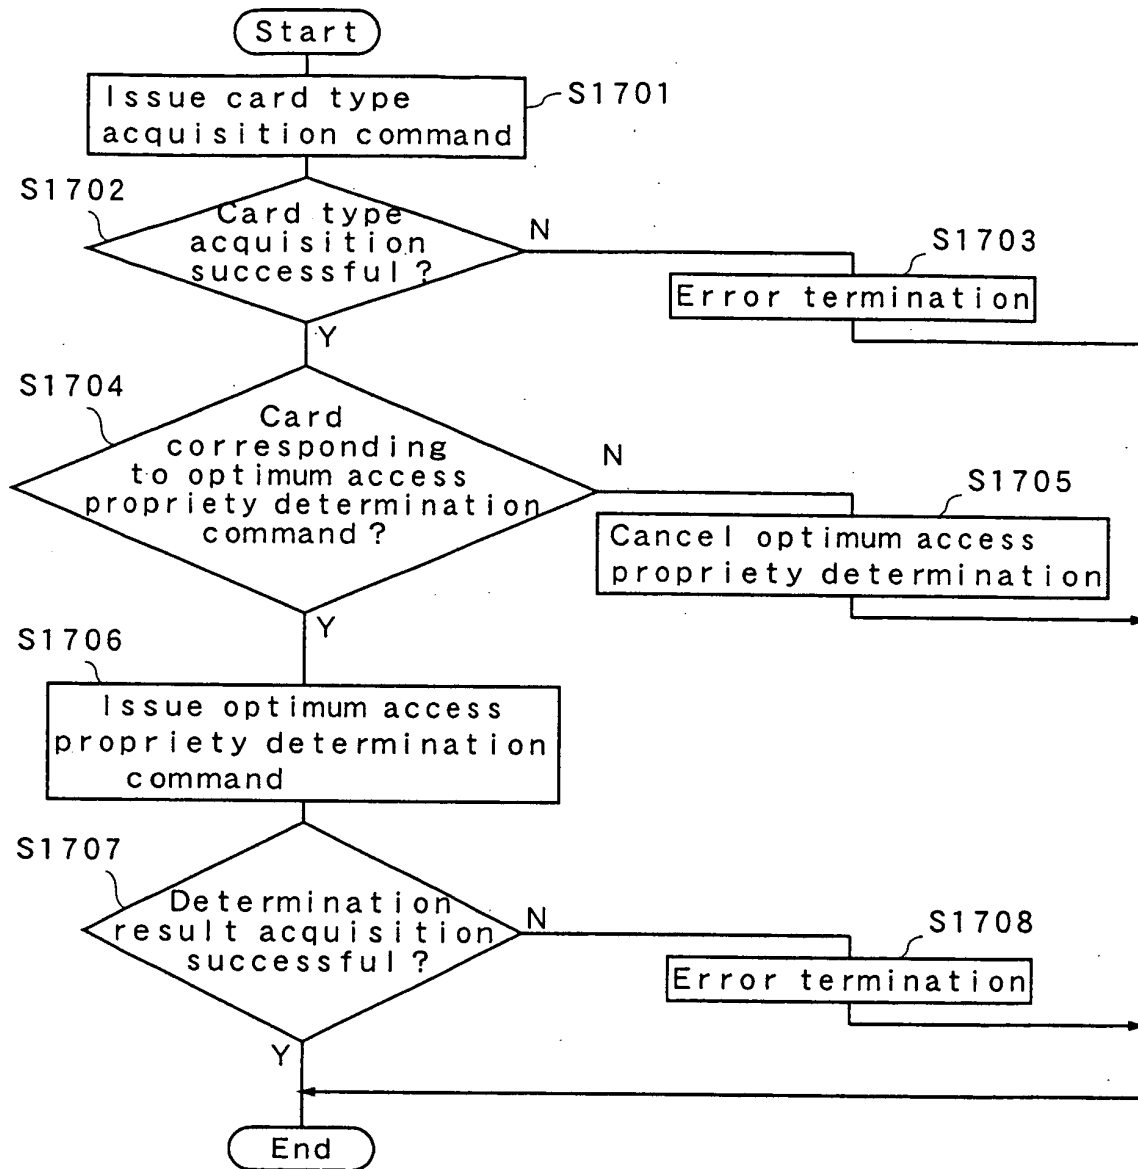 Start
S1701
Issue card type
acquisition command
S1702
Card type
acquisition
successful?
N
S1703
Error termination
Y
S1704
Card
corresponding
to optimum access
propriety determination
command?
N
S1705
Cancel optimum access
propriety determination
Y
S1706
Issue optimum access
propriety determination
command
S1707
Determination
result acquisition
successful?
N
S1708
Error termination
Y
End